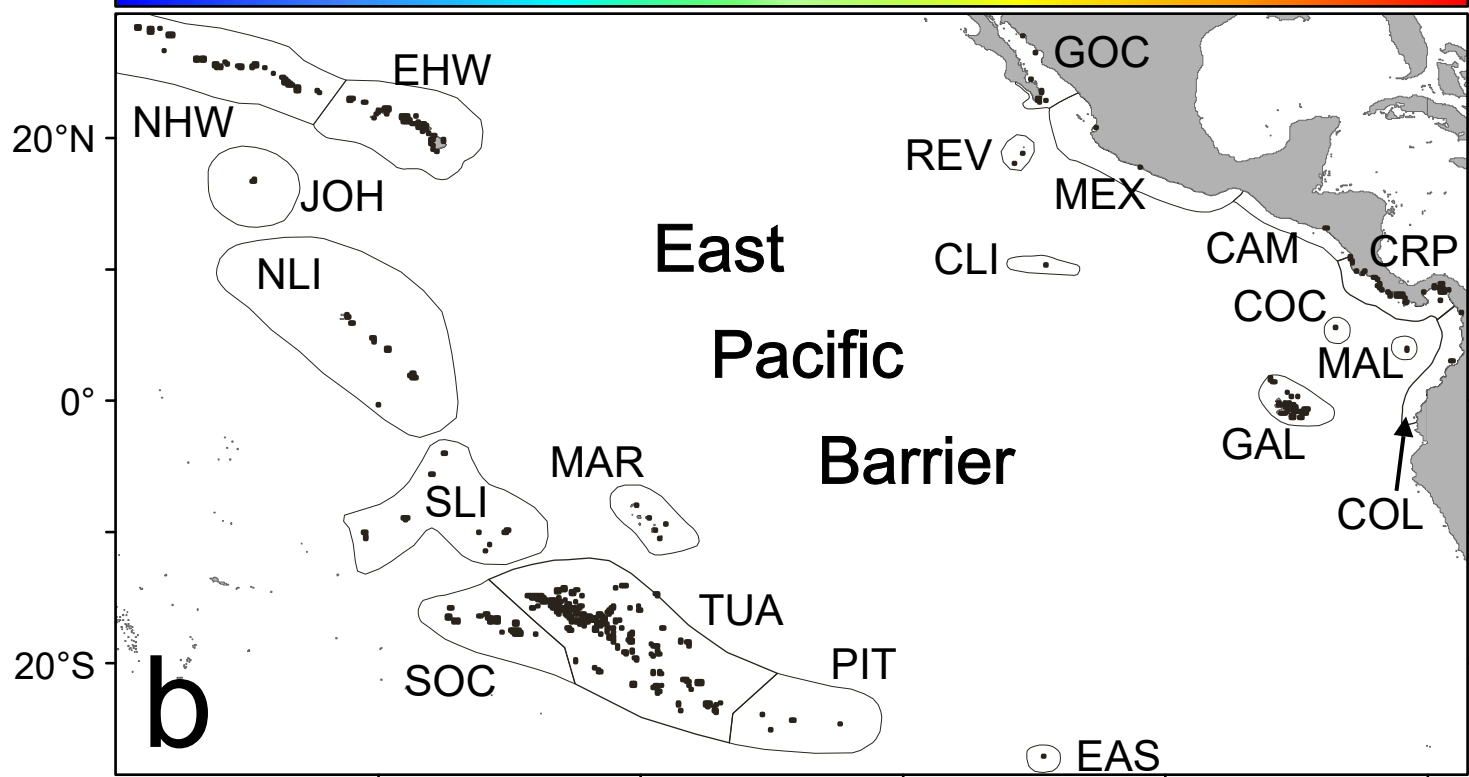 GOC
EHW
NHW
20°N
REV
JOH
MEX
East
CAM
CRP
CLI
NLI
COC
Pacific
MAL
0°
GAL
MAR
Barrier
SLI
COL
TUA
20°S
PIT
SOC
b
EAS